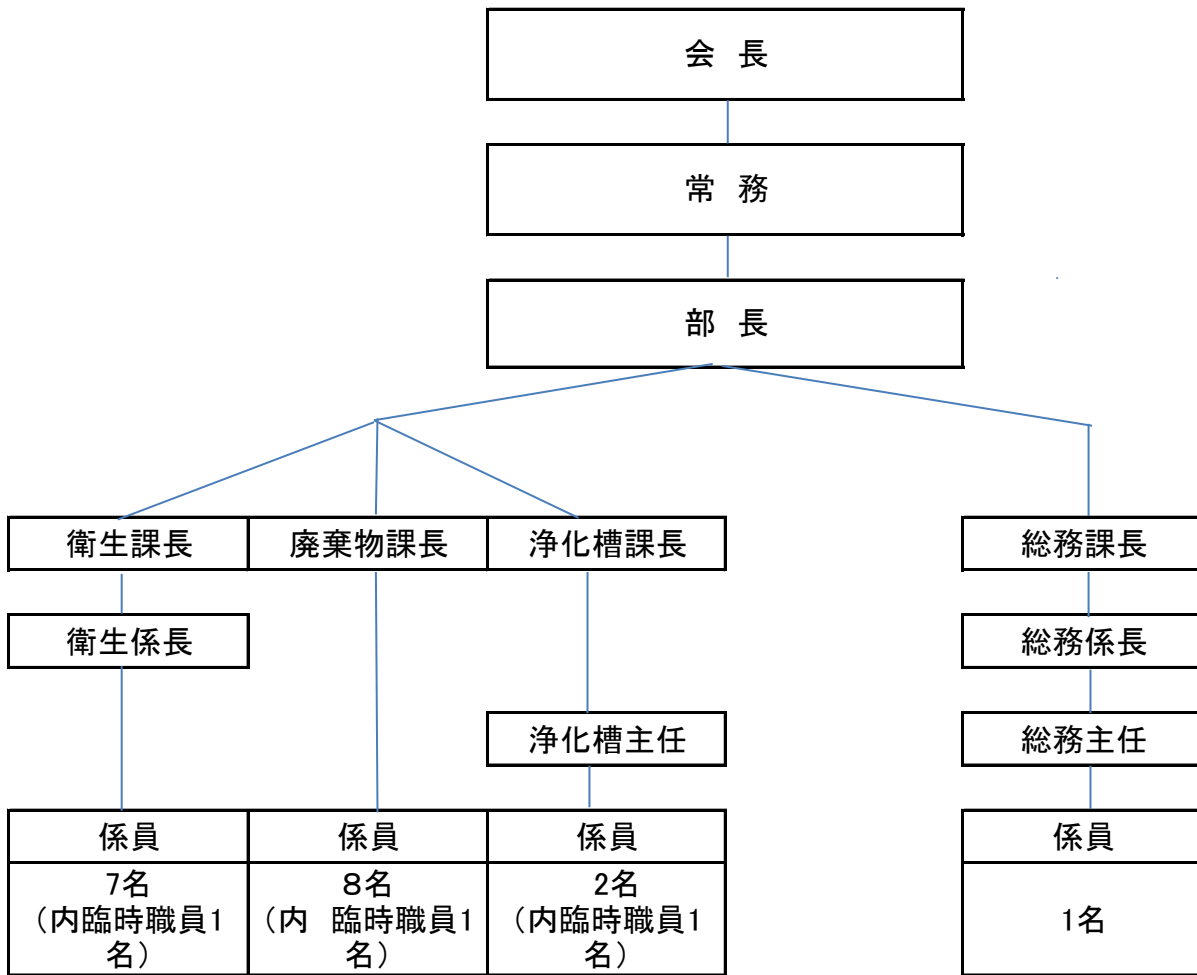 会 長
常 務
部 長
衛生課長
廃棄物課長
浄化槽課長
総務課長
衛生係長
総務係長
浄化槽主任
総務主任
係員
係員
係員
係員
7名
（内臨時職員1
名）
８名
（内　臨時職員1
名）
2名
（内臨時職員1
名）
1名